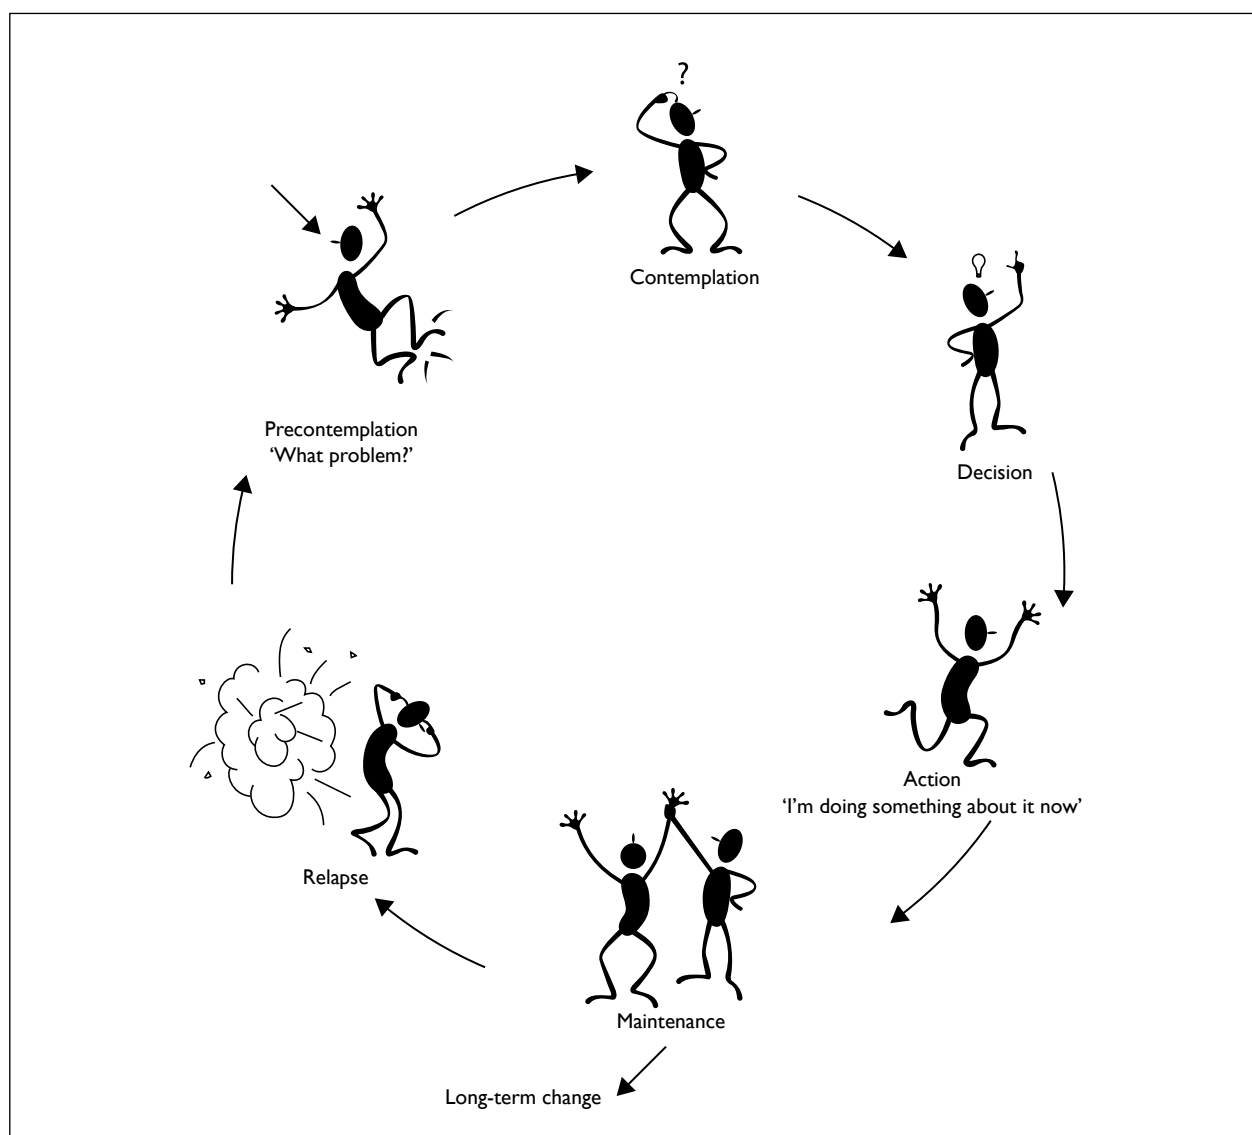 ?
Contemplation
Precontemplation
‘What problem?’
Decision
Action
‘I’m doing something about it now’
Relapse
Maintenance
Long-term change